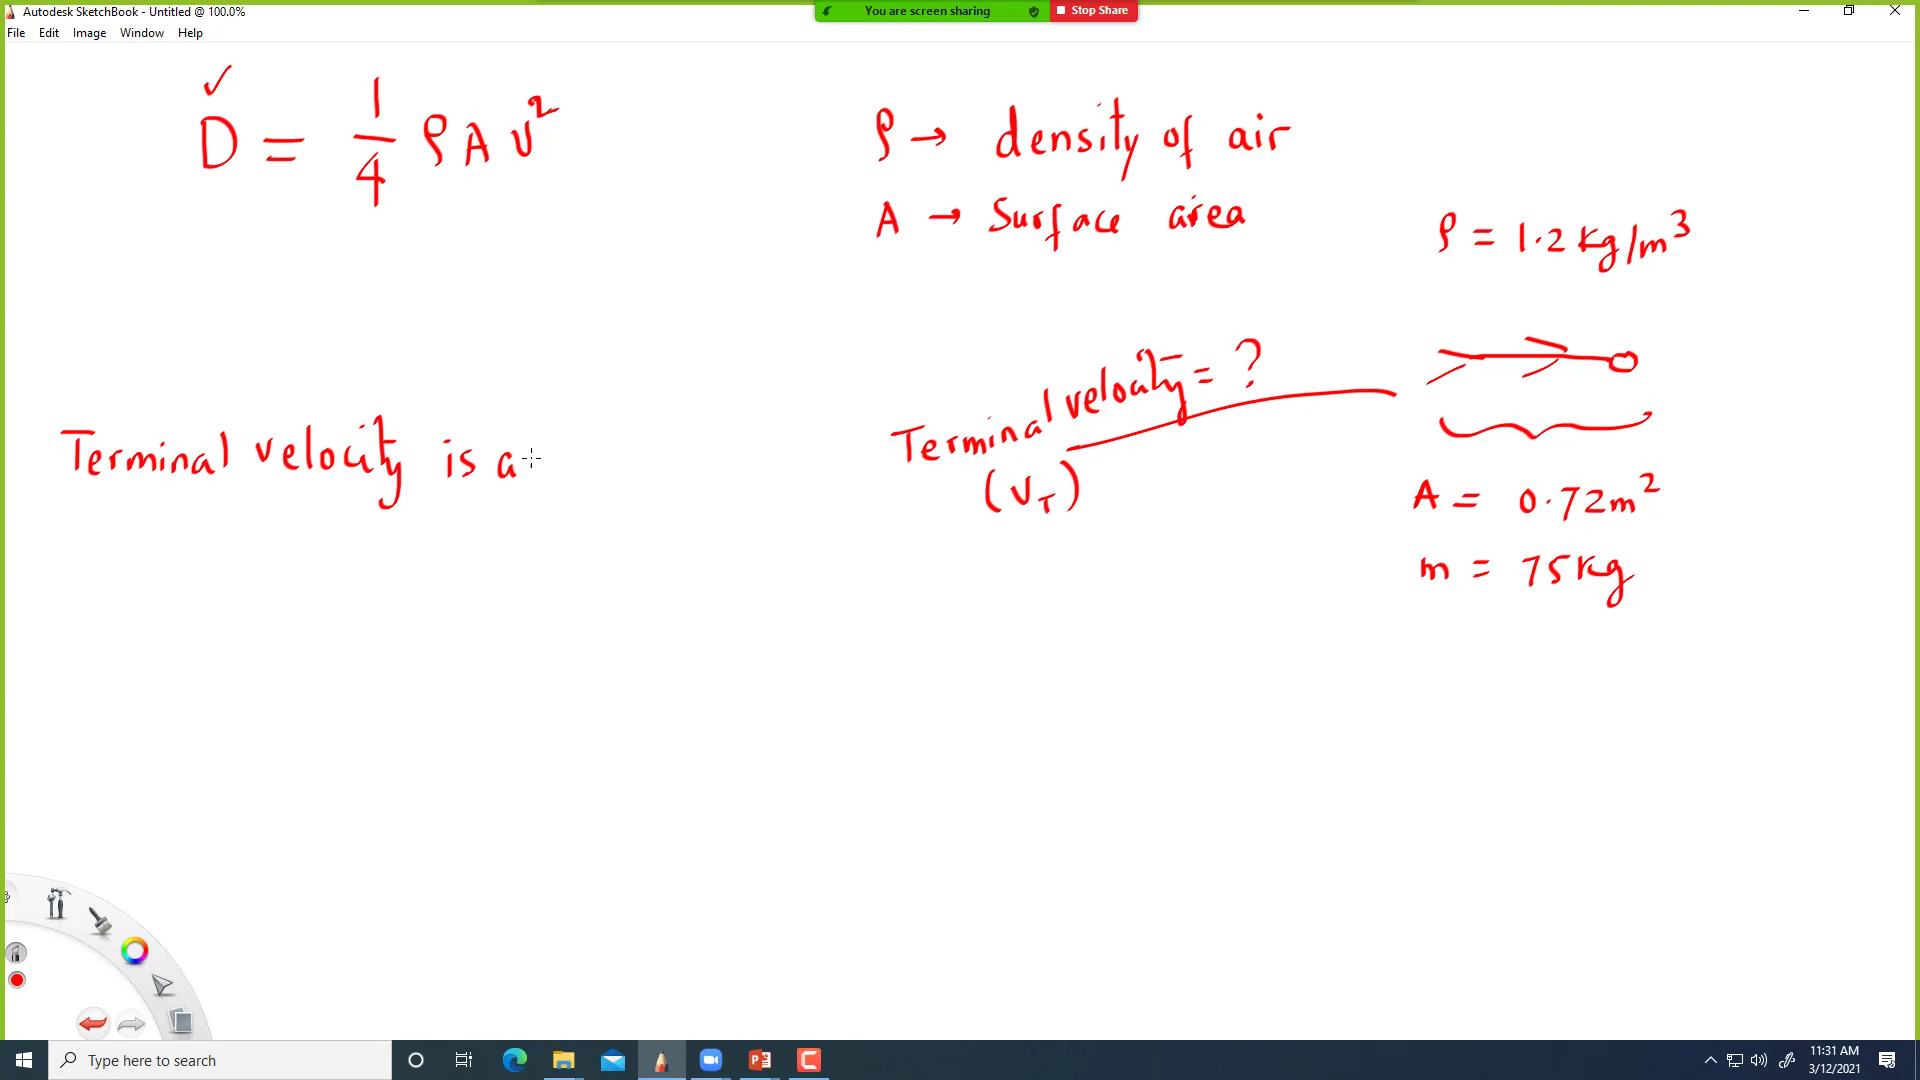 Autodesk SketchBook - Untitled @ 100.0%
You are screen sharing
Stop Share
File Edit Image Window Help
D = 1/4 ρ A v²
ρ → density of air
A → Surface area
ρ = 1.2 kg/m³
Terminal velocity = ?
(v_T)
Terminal velocity is a
A = 0.72m²
m = 75kg
Type here to search
11:31 AM
3/12/2021